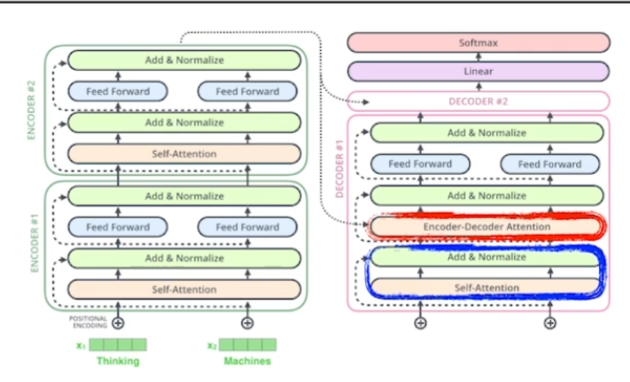 ENCODER #2
Add & Normalize
Feed Forward
Feed Forward
Add & Normalize
Self-Attention
ENCODER #1
Add & Normalize
Feed Forward
Feed Forward
Add & Normalize
Self-Attention
POSITIONAL
ENCODING
x₁
x₂
Thinking
Machines
Softmax
Linear
DECODER #2
DECODER #1
Add & Normalize
Feed Forward
Feed Forward
Add & Normalize
Encoder-Decoder Attention
Add & Normalize
Self-Attention